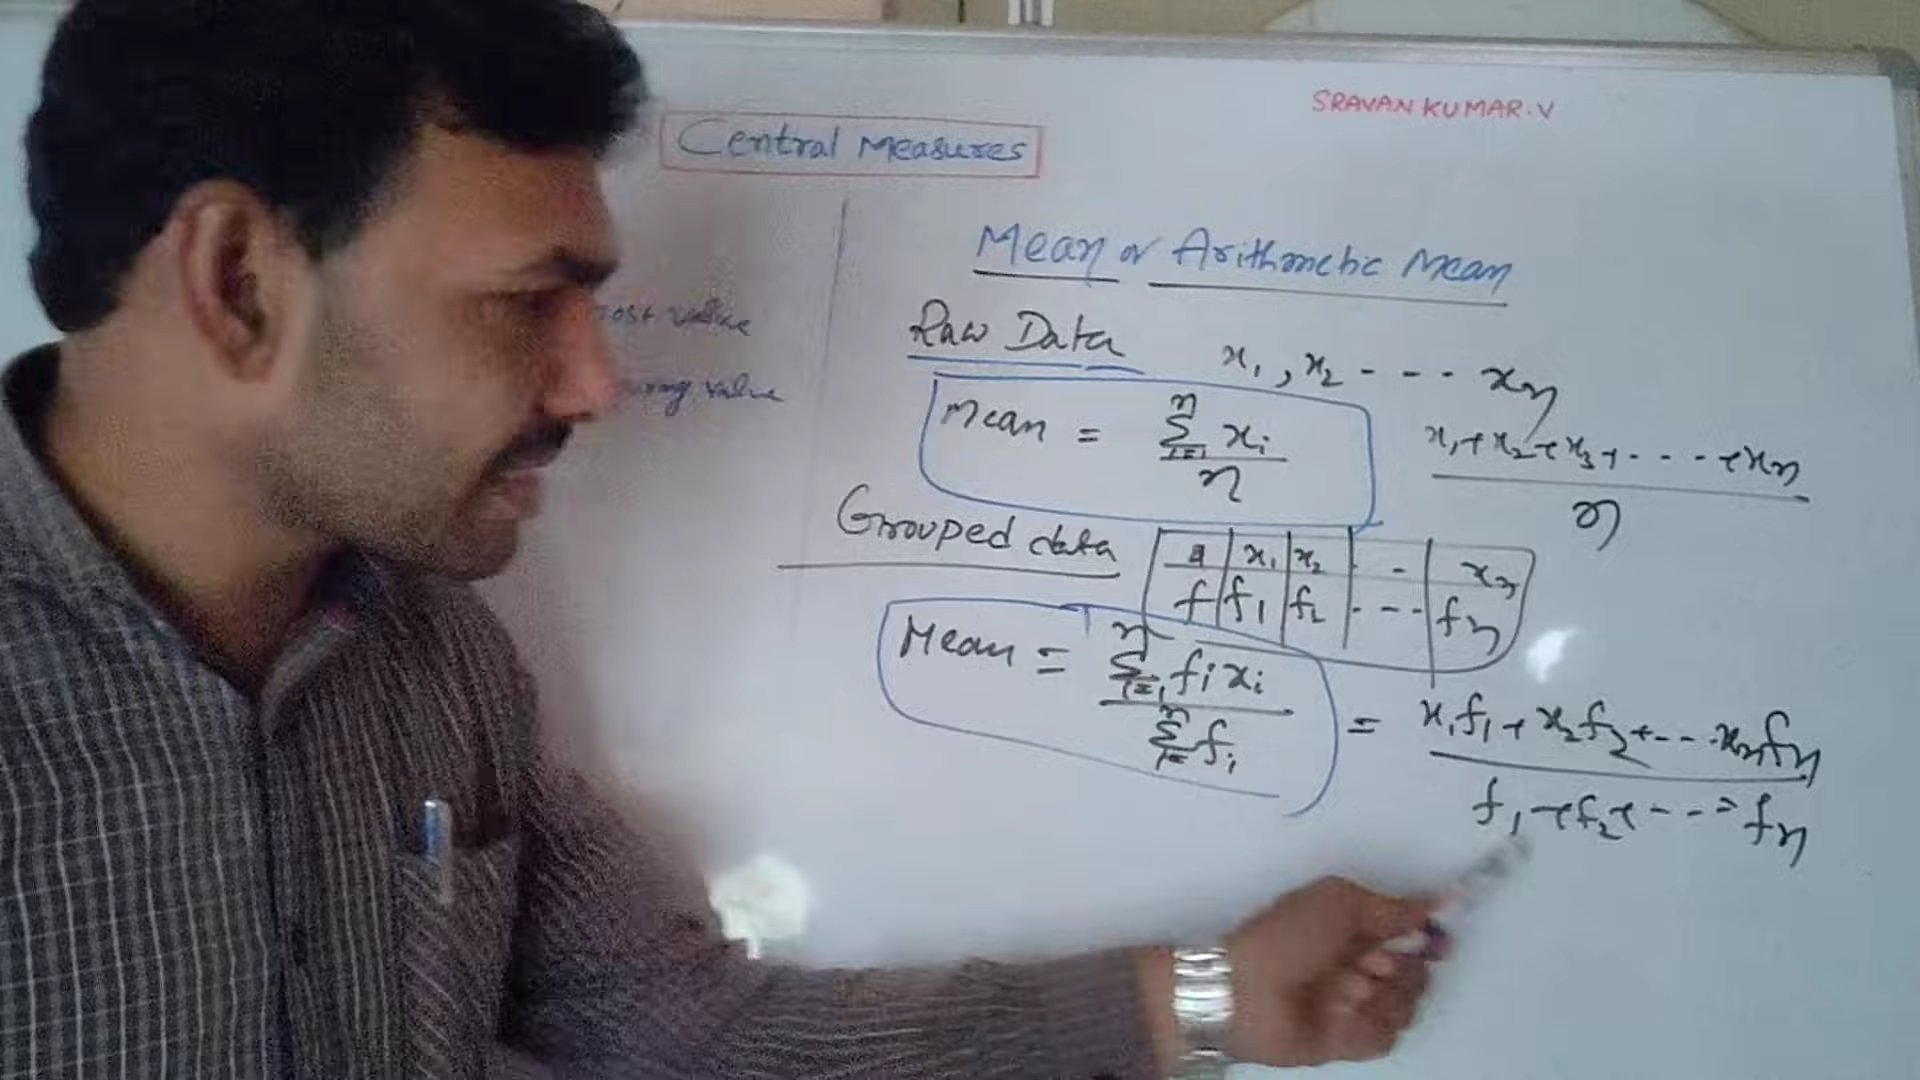 SRAVAN KUMAR.V
Central Measures
value
value
Mean or Arithmetic Mean
Raw Data x₁, x₂ - - - - xₙ
Mean = ∑ᵢ₌₁ⁿ xᵢ / n
x₁+x₂+x₃+.----+xₙ / n
Grouped data
x₁ | x₂ | . - | xₙ
f | f₁ | f₂ | - - - | fₙ
Mean = ∑ᵢ₌₁ⁿ fᵢxᵢ / ∑ᵢ₌ⁿ fᵢ = x₁f₁+x₂f₂+--.xₙfₙ / f₁+f₂+---fₙ